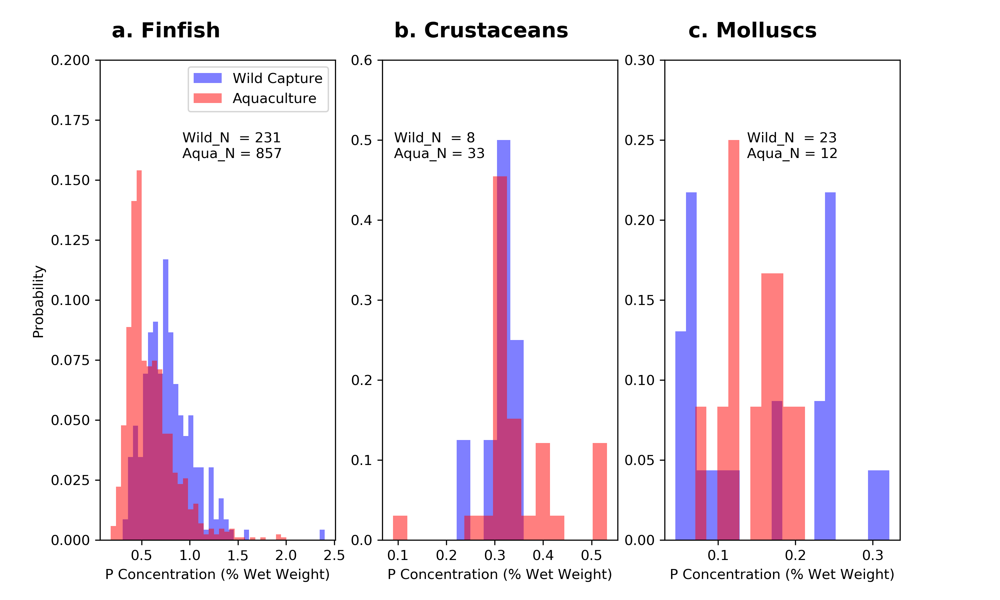 a. Finfish
b. Crustaceans
c. Molluscs
0.200
0.175
0.150
0.125
0.100
0.075
0.050
0.025
0.000
Probability
Wild Capture
Aquaculture
Wild_N = 231
Aqua_N = 857
0.5 1.0 1.5 2.0 2.5
P Concentration (% Wet Weight)
0.6
0.5
0.4
0.3
0.2
0.1
0.0
Wild_N = 8
Aqua_N = 33
0.1 0.2 0.3 0.4 0.5
P Concentration (% Wet Weight)
0.30
0.25
0.20
0.15
0.10
0.05
0.00
Wild_N = 23
Aqua_N = 12
0.1 0.2 0.3
P Concentration (% Wet Weight)